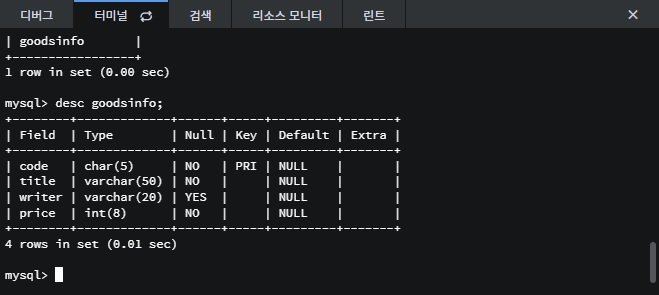 디버그 터미널 검색 리소스 모니터 린트
| goodsinfo       |
+-----------------+
1 row in set (0.00 sec)
mysql> desc goodsinfo;
+--------+-------------+------+-----+---------+-------+
| Field  | Type        | Null | Key | Default | Extra |
+--------+-------------+------+-----+---------+-------+
| code   | char(5)     | NO   | PRI | NULL    |       |
| title  | varchar(50) | NO   |     | NULL    |       |
| writer | varchar(20) | YES  |     | NULL    |       |
| price  | int(8)      | NO   |     | NULL    |       |
+--------+-------------+------+-----+---------+-------+
4 rows in set (0.01 sec)
mysql>